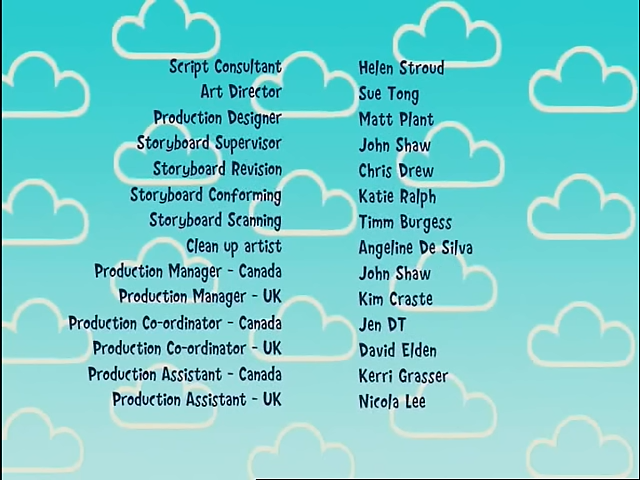 Script Consultant Helen Stroud
Art Director Sue Tong
Production Designer Matt Plant
Storyboard Supervisor John Shaw
Storyboard Revision Chris Drew
Storyboard Conforming Katie Ralph
Storyboard Scanning Timm Burgess
Clean up artist Angeline De Silva
Production Manager - Canada John Shaw
Production Manager - UK Kim Craste
Production Co-ordinator - Canada Jen DT
Production Co-ordinator - UK David Elden
Production Assistant - Canada Kerri Grasser
Production Assistant - UK Nicola Lee